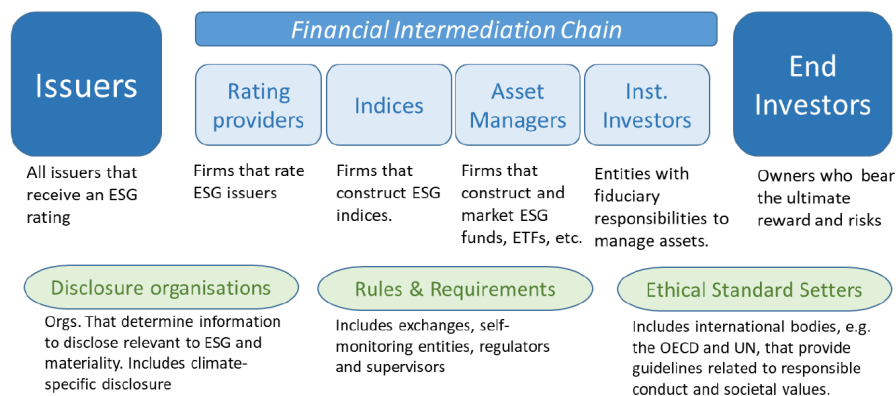 Financial Intermediation Chain
Issuers
Rating
providers
Indices
Asset
Managers
Inst.
Investors
End
Investors
All issuers that
receive an ESG
rating
Firms that rate
ESG issuers
Firms that
construct ESG
indices.
Firms that
construct and
market ESG
funds, ETFs, etc.
Entities with
fiduciary
responsibilities to
manage assets.
Owners who bear
the ultimate
reward and risks
Disclosure organisations
Orgs. That determine information
to disclose relevant to ESG and
materiality. Includes climate-
specific disclosure
Rules & Requirements
Includes exchanges, self-
monitoring entities, regulators
and supervisors
Ethical Standard Setters
Includes international bodies, e.g.
the OECD and UN, that provide
guidelines related to responsible
conduct and societal values.